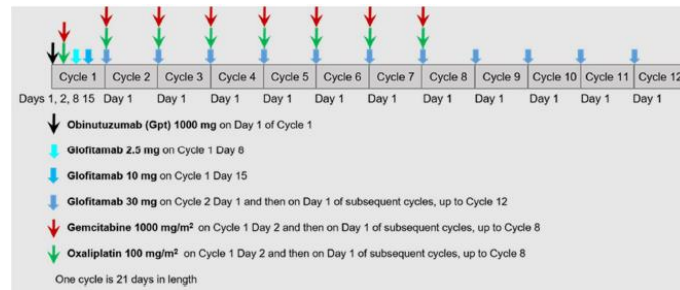 Cycle 1 Cycle 2 Cycle 3 Cycle 4 Cycle 5 Cycle 6 Cycle 7 Cycle 8 Cycle 9 Cycle 10 Cycle 11 Cycle 12
Days 1, 2, 8 15 Day 1 Day 1 Day 1 Day 1 Day 1 Day 1 Day 1 Day 1 Day 1 Day 1 Day 1
Obinutuzumab (Gpt) 1000 mg on Day 1 of Cycle 1
Glofitamab 2.5 mg on Cycle 1 Day 8
Glofitamab 10 mg on Cycle 1 Day 15
Glofitamab 30 mg on Cycle 2 Day 1 and then on Day 1 of subsequent cycles, up to Cycle 12
Gemcitabine 1000 mg/m² on Cycle 1 Day 2 and then on Day 1 of subsequent cycles, up to Cycle 8
Oxaliplatin 100 mg/m² on Cycle 1 Day 2 and then on Day 1 of subsequent cycles, up to Cycle 8
One cycle is 21 days in length